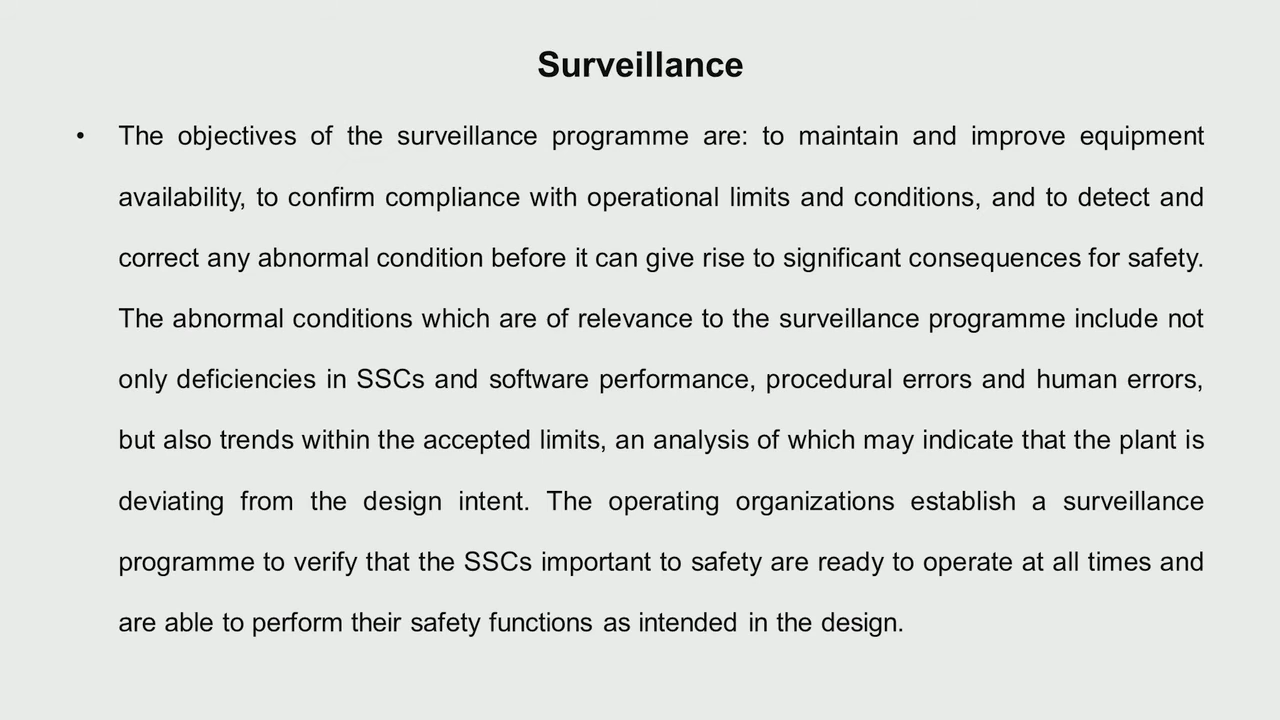 Surveillance
• The objectives of the surveillance programme are: to maintain and improve equipment
availability, to confirm compliance with operational limits and conditions, and to detect and
correct any abnormal condition before it can give rise to significant consequences for safety.
The abnormal conditions which are of relevance to the surveillance programme include not
only deficiencies in SSCs and software performance, procedural errors and human errors,
but also trends within the accepted limits, an analysis of which may indicate that the plant is
deviating from the design intent. The operating organizations establish a surveillance
programme to verify that the SSCs important to safety are ready to operate at all times and
are able to perform their safety functions as intended in the design.